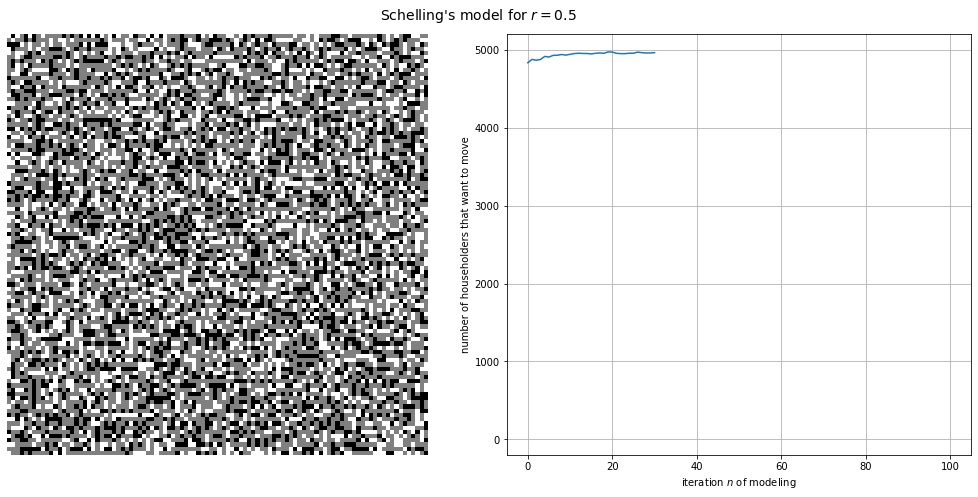 Schelling's model for r = 0.5
number of householders that want to move
5000
4000
3000
2000
1000
0
0 20 40 60 80 100
iteration n of modeling